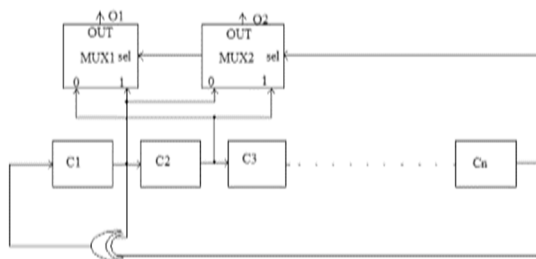 O1 O2
OUT OUT
MUX1 sel MUX2 sel
0 1 0 1
C1 C2 C3 . . . . . . . . . . Cn